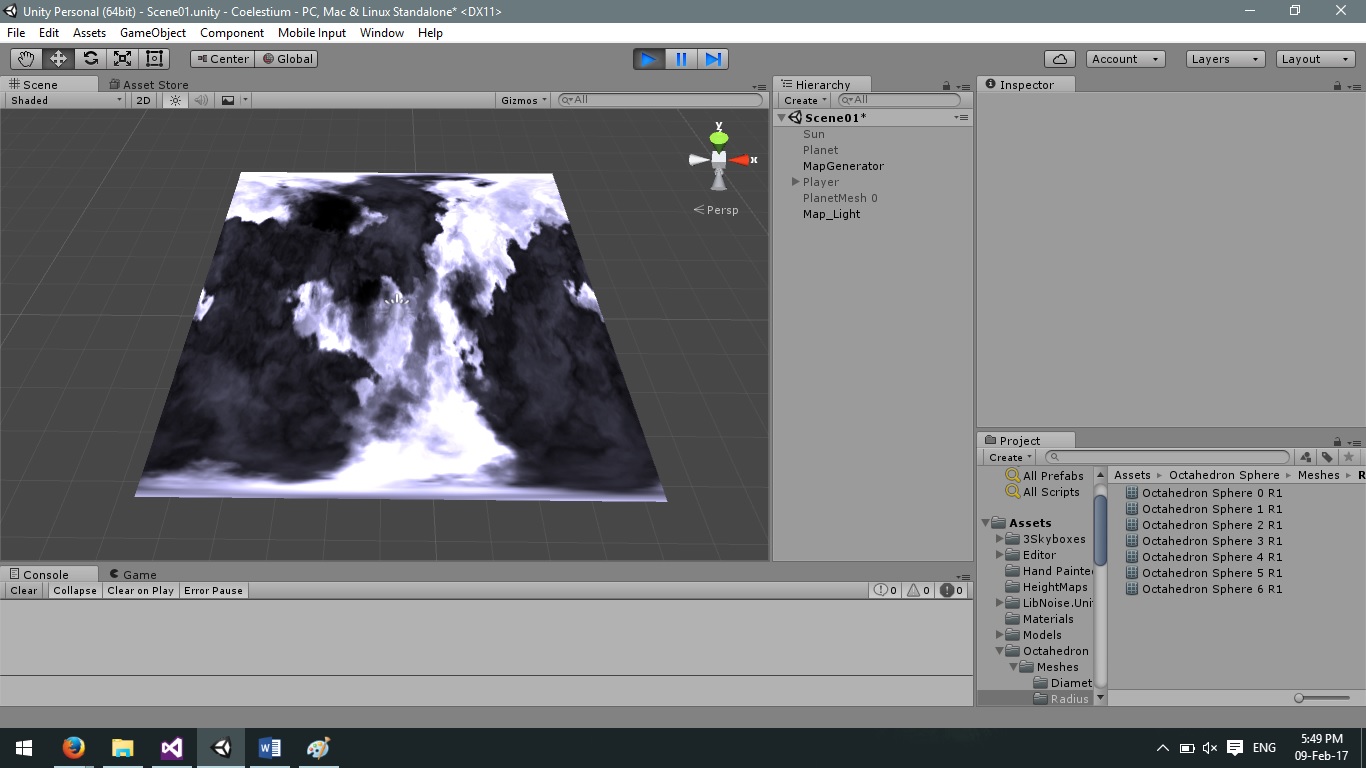 Unity Personal (64bit) - Scene01.unity - Coelestium - PC, Mac & Linux Standalone* <DX11>
File Edit Assets GameObject Component Mobile Input Window Help
Center Global Account Layers Layout
Scene Asset Store
Shaded 2D Gizmos All
y
x
Persp
Hierarchy
Create All
Scene01*
Sun
Planet
MapGenerator
Player
PlanetMesh 0
Map_Light
Inspector
Project
Create
All Prefabs
All Scripts
Assets
3Skyboxes
Editor
Hand Painte
HeightMaps
LibNoise.Uni
Materials
Models
Octahedron
Meshes
Diamet
Radius
Assets Octahedron Sphere Meshes R
Octahedron Sphere 0 R1
Octahedron Sphere 1 R1
Octahedron Sphere 2 R1
Octahedron Sphere 3 R1
Octahedron Sphere 4 R1
Octahedron Sphere 5 R1
Octahedron Sphere 6 R1
Console Game
Clear Collapse Clear on Play Error Pause 0 0 0
ENG
5:49 PM
09-Feb-17